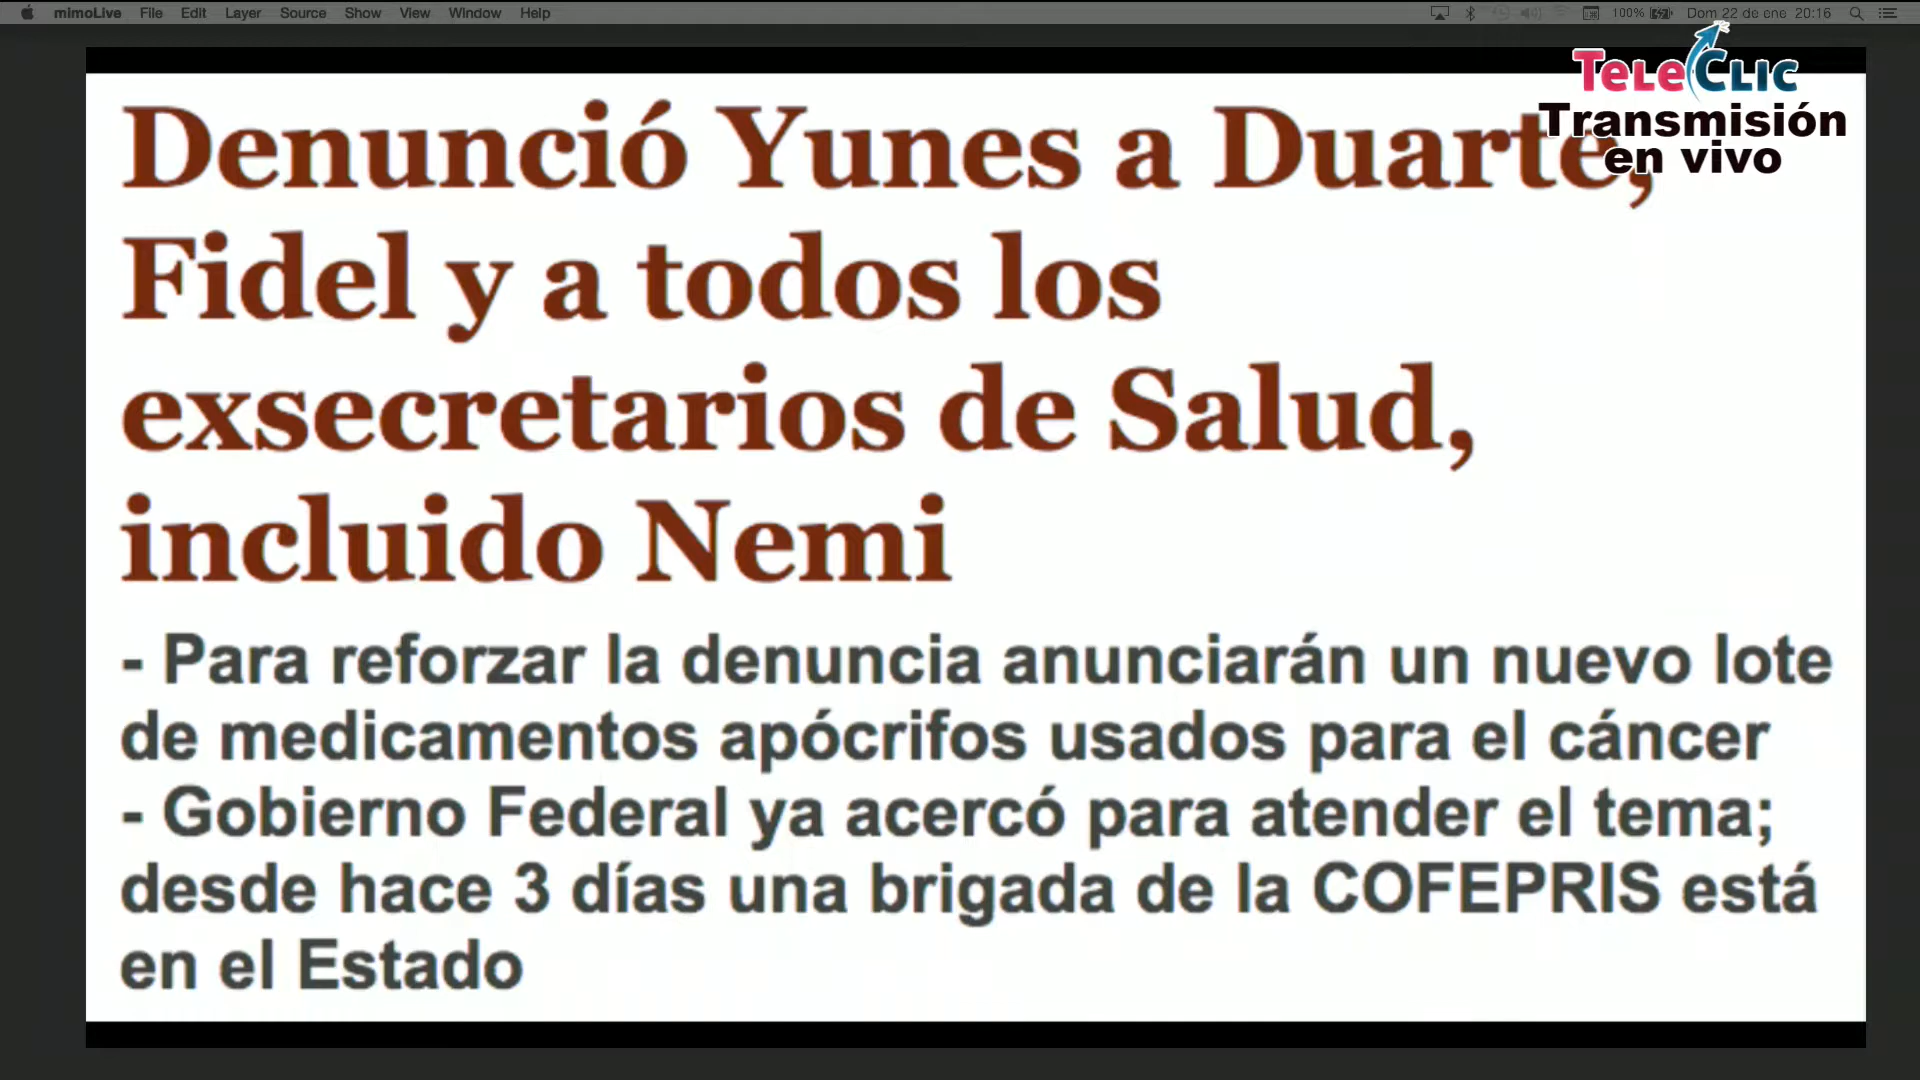 mimoLive File Edit Layer Source Show View Window Help 100% Dom 22 de ene 20:16
TELECLIC
Transmisión
en vivo
Denunció Yunes a Duarte,
Fidel y a todos los
exsecretarios de Salud,
incluido Nemi
- Para reforzar la denuncia anunciarán un nuevo lote
de medicamentos apócrifos usados para el cáncer
- Gobierno Federal ya acercó para atender el tema;
desde hace 3 días una brigada de la COFEPRIS está
en el Estado